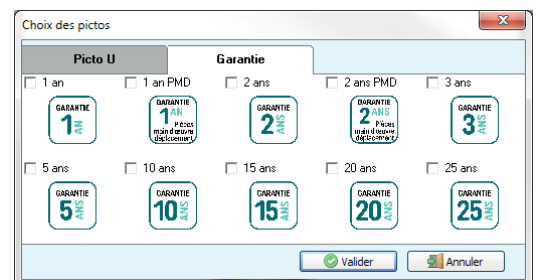 Choix des pictos
Picto U Garantie
1 an 1 an PMD 2 ans 2 ans PMD 3 ans
GARANTIE GARANTIE GARANTIE GARANTIE GARANTIE
1 AN 1 AN 2 ANS 2 ANS 3 ANS
Pièces Pièces
main d'œuvre main d'œuvre
déplacement déplacement
5 ans 10 ans 15 ans 20 ans 25 ans
GARANTIE GARANTIE GARANTIE GARANTIE GARANTIE
5 ANS 10 ANS 15 ANS 20 ANS 25 ANS
Valider Annuler